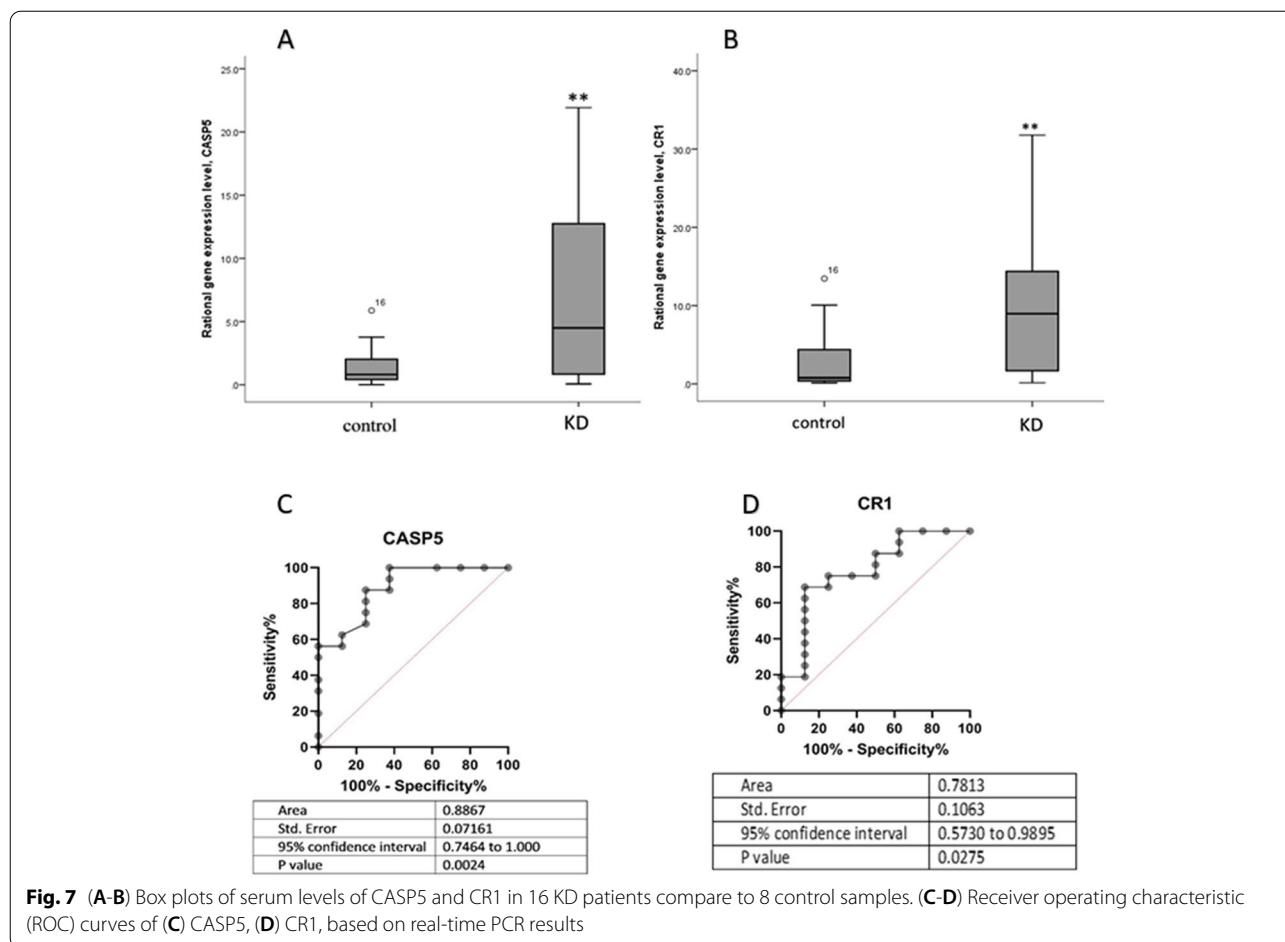 A
B
25.0
20.0
15.0
10.0
5.0
.0
Rational gene expression level, CASP5
16
**
control
KD
40.0
30.0
20.0
10.0
.0
Rational gene expression level, CR1
16
**
control
KD
C
CASP5
100
80
60
40
20
0
Sensitivity%
0 20 40 60 80 100
100% - Specificity%
Area 0.8867
Std. Error 0.07161
95% confidence interval 0.7464 to 1.000
P value 0.0024
D
CR1
100
80
60
40
20
0
Sensitivity%
0 20 40 60 80 100
100% - Specificity%
Area 0.7813
Std. Error 0.1063
95% confidence interval 0.5730 to 0.9895
P value 0.0275
Fig. 7 (A-B) Box plots of serum levels of CASP5 and CR1 in 16 KD patients compare to 8 control samples. (C-D) Receiver operating characteristic
(ROC) curves of (C) CASP5, (D) CR1, based on real-time PCR results